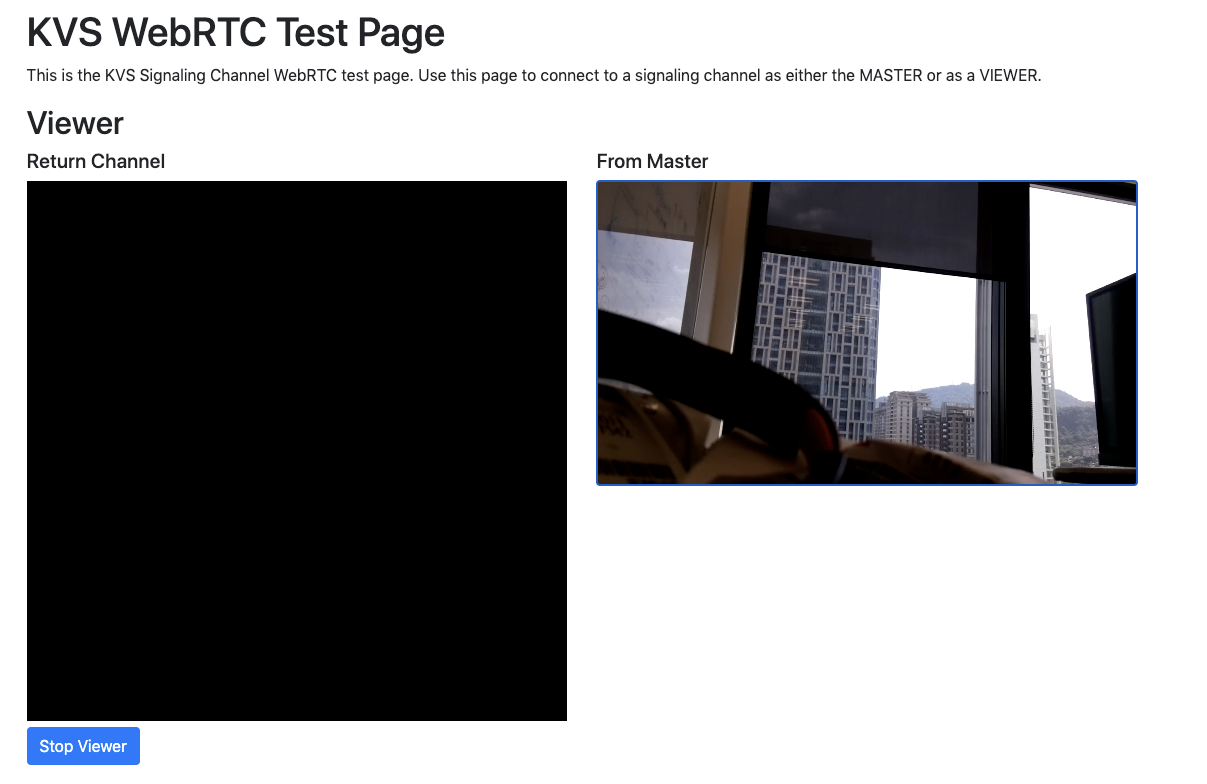 KVS WebRTC Test Page
This is the KVS Signaling Channel WebRTC test page. Use this page to connect to a signaling channel as either the MASTER or as a VIEWER.
Viewer
Return Channel
From Master
Stop Viewer